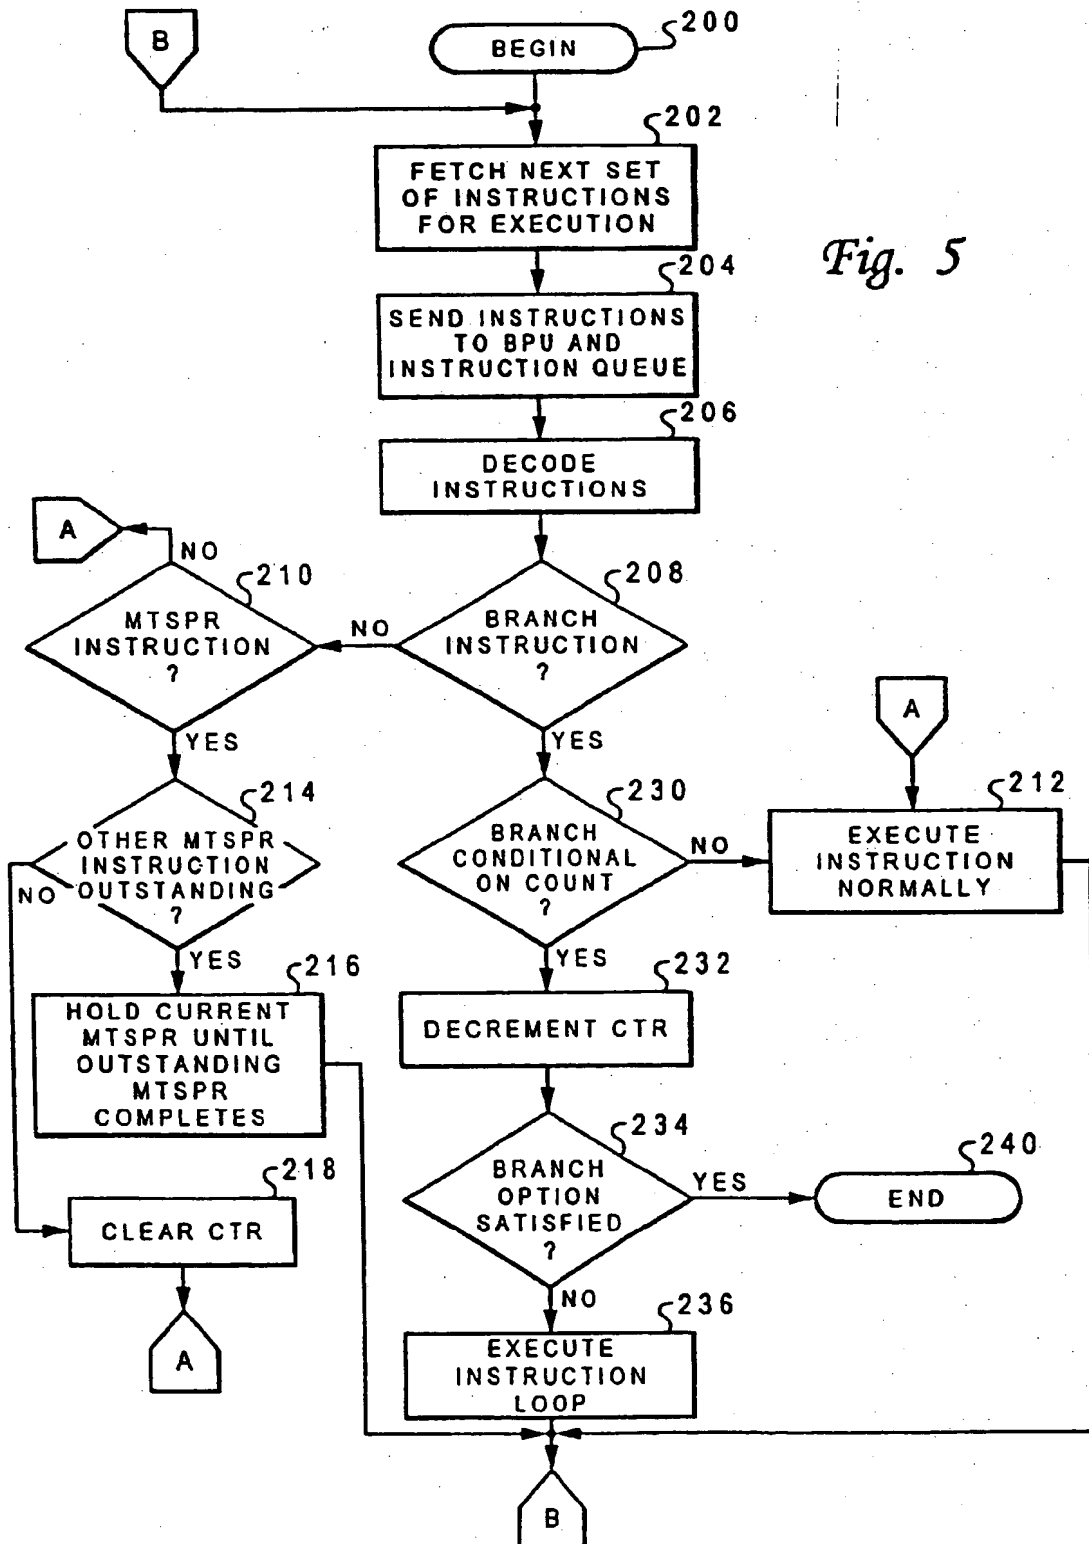 B
BEGIN
200
202
FETCH NEXT SET
OF INSTRUCTIONS
FOR EXECUTION
Fig. 5
204
SEND INSTRUCTIONS
TO BPU AND
INSTRUCTION QUEUE
206
DECODE
INSTRUCTIONS
A
NO
210
MTSPR
INSTRUCTION
?
NO
208
BRANCH
INSTRUCTION
?
YES
YES
A
214
OTHER MTSPR
INSTRUCTION
OUTSTANDING
?
NO
YES
230
BRANCH
CONDITIONAL
ON COUNT
?
NO
YES
212
EXECUTE
INSTRUCTION
NORMALLY
216
HOLD CURRENT
MTSPR UNTIL
OUTSTANDING
MTSPR
COMPLETES
232
DECREMENT CTR
218
CLEAR CTR
A
234
BRANCH
OPTION
SATISFIED
?
YES
240
END
NO
236
EXECUTE
INSTRUCTION
LOOP
B